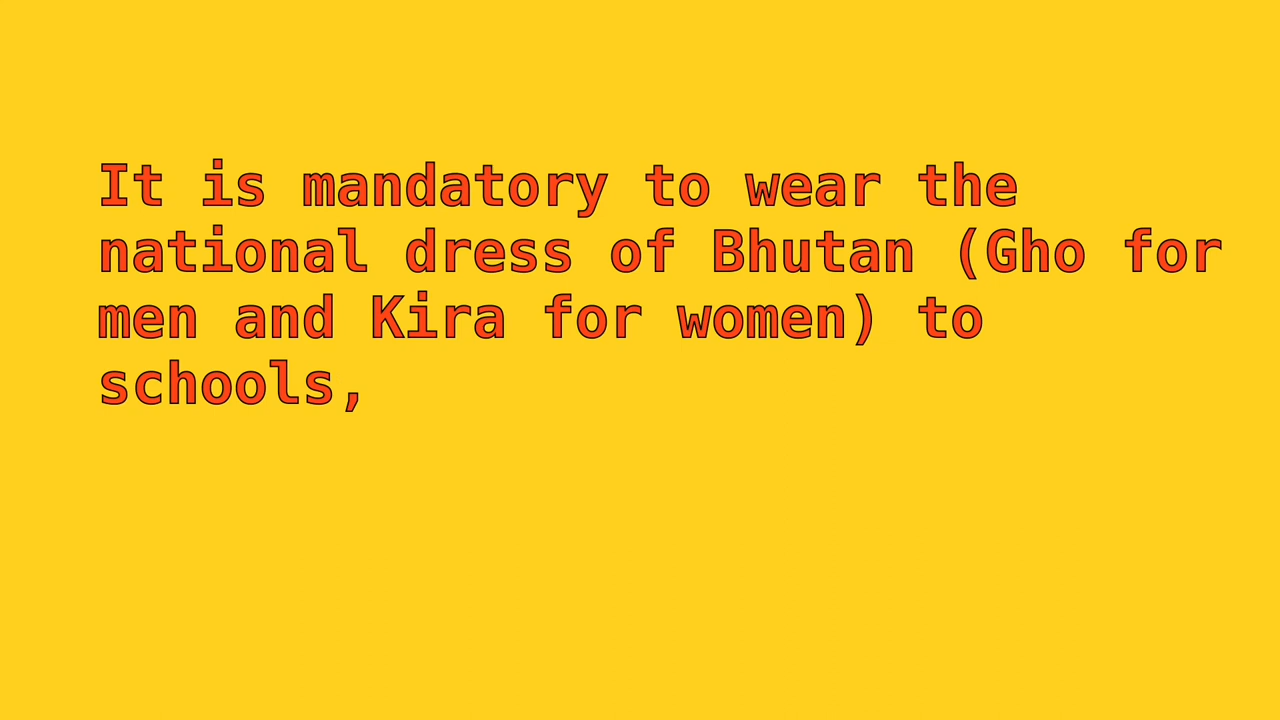 It is mandatory to wear the
national dress of Bhutan (Gho for
men and Kira for women) to
schools,